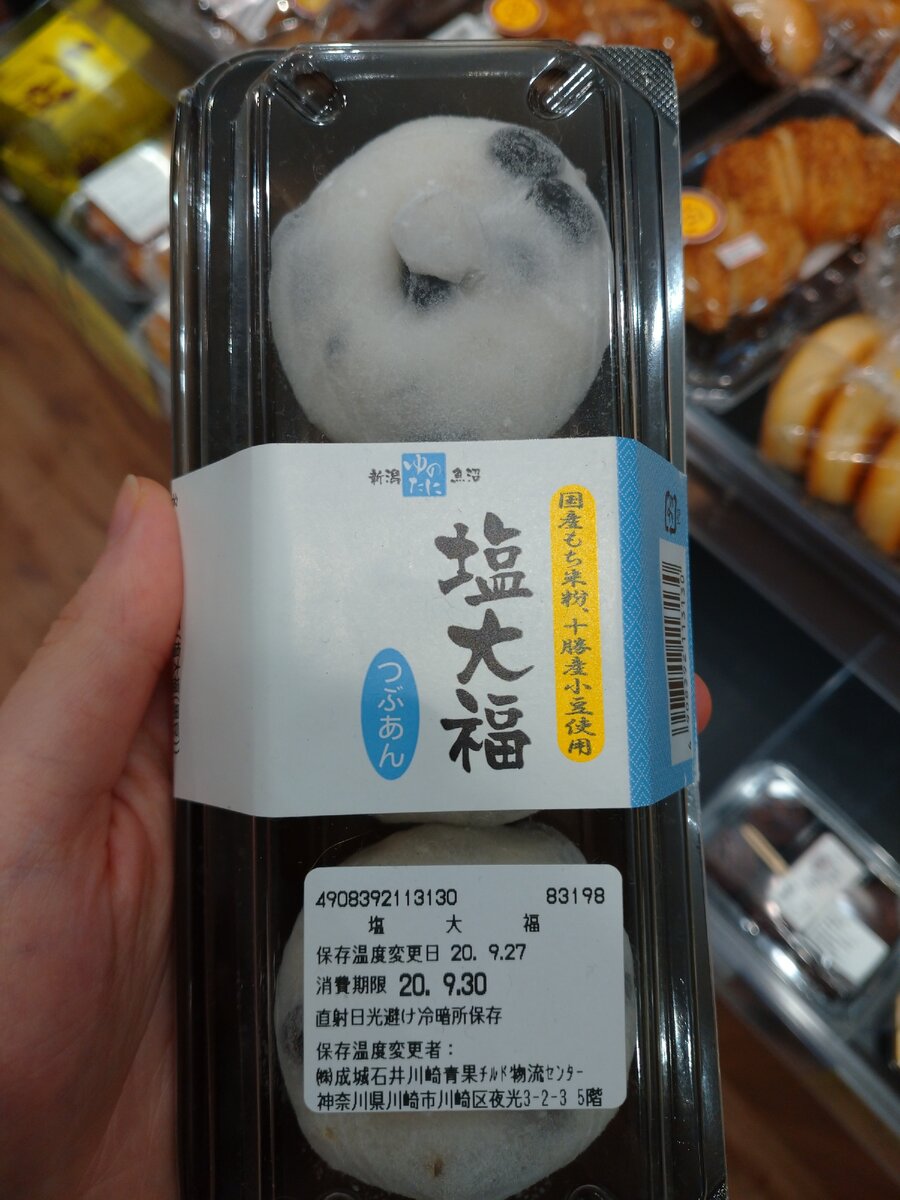 新潟 ゆのたに 魚沼
国産もち米粉、十勝産小豆使用
塩大福
つぶあん
4908392113130 83198
塩 大 福
保存温度変更日 20. 9.27
消費期限 20. 9.30
直射日光避け冷暗所保存
保存温度変更者：
㈱成城石井川崎青果チルド物流センター
神奈川県川崎市川崎区夜光3-2-3 5階